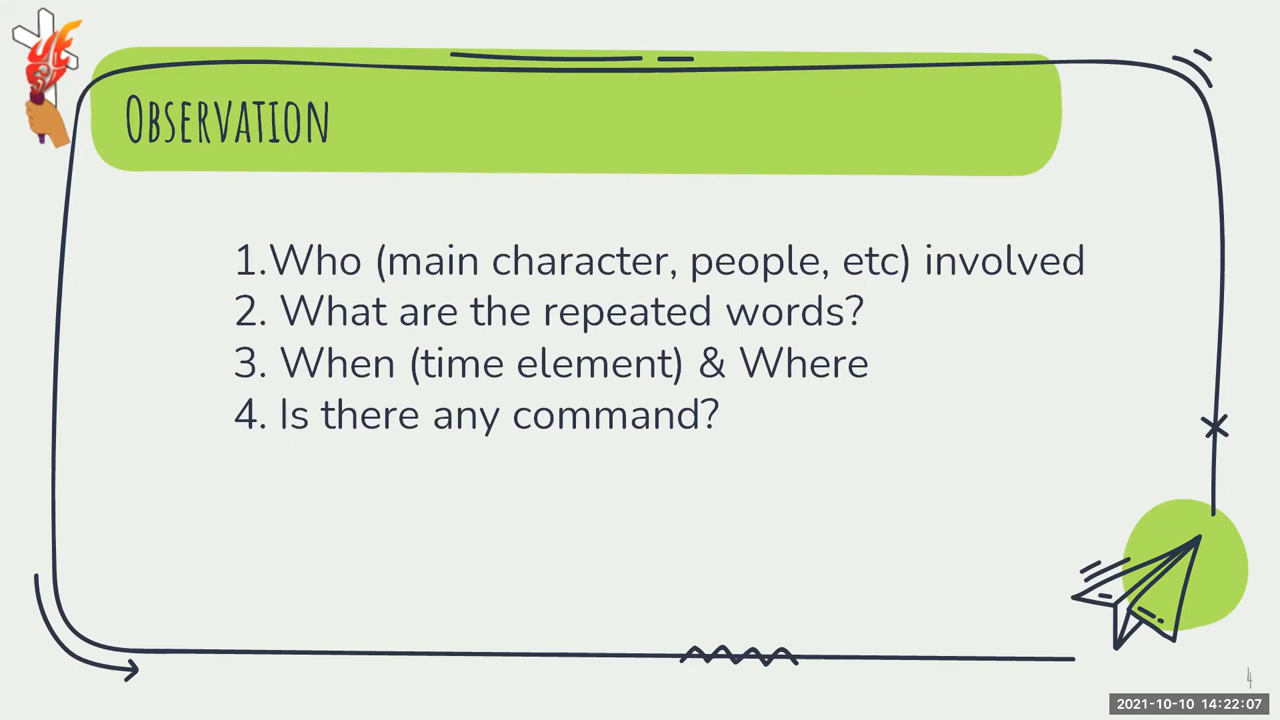 Observation
1.Who (main character, people, etc) involved
2. What are the repeated words?
3. When (time element) & Where
4. Is there any command?
4
2021-10-10 14:22:07